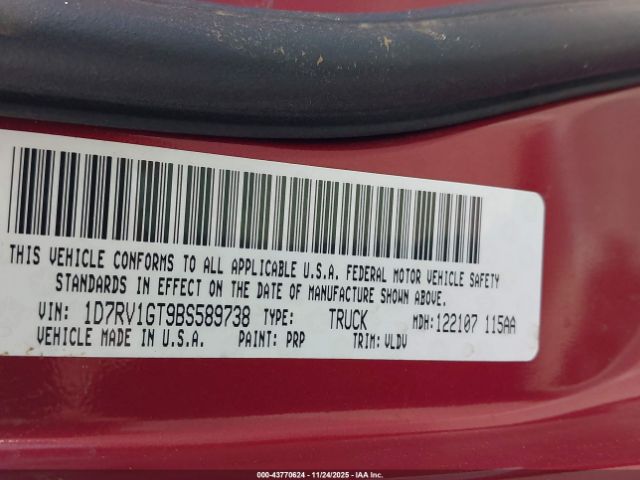 THIS VEHICLE CONFORMS TO ALL APPLICABLE U.S.A. FEDERAL MOTOR VEHICLE SAFETY
STANDARDS IN EFFECT ON THE DATE OF MANUFACTURE SHOWN ABOVE.
VIN: 1D7RV1GT9BS589738 TYPE: TRUCK MDH:122107 115AA
VEHICLE MADE IN U.S.A. PAINT: PRP TRIM: VLDV
000-43770624 | 11/24/2025 | IAA Inc.